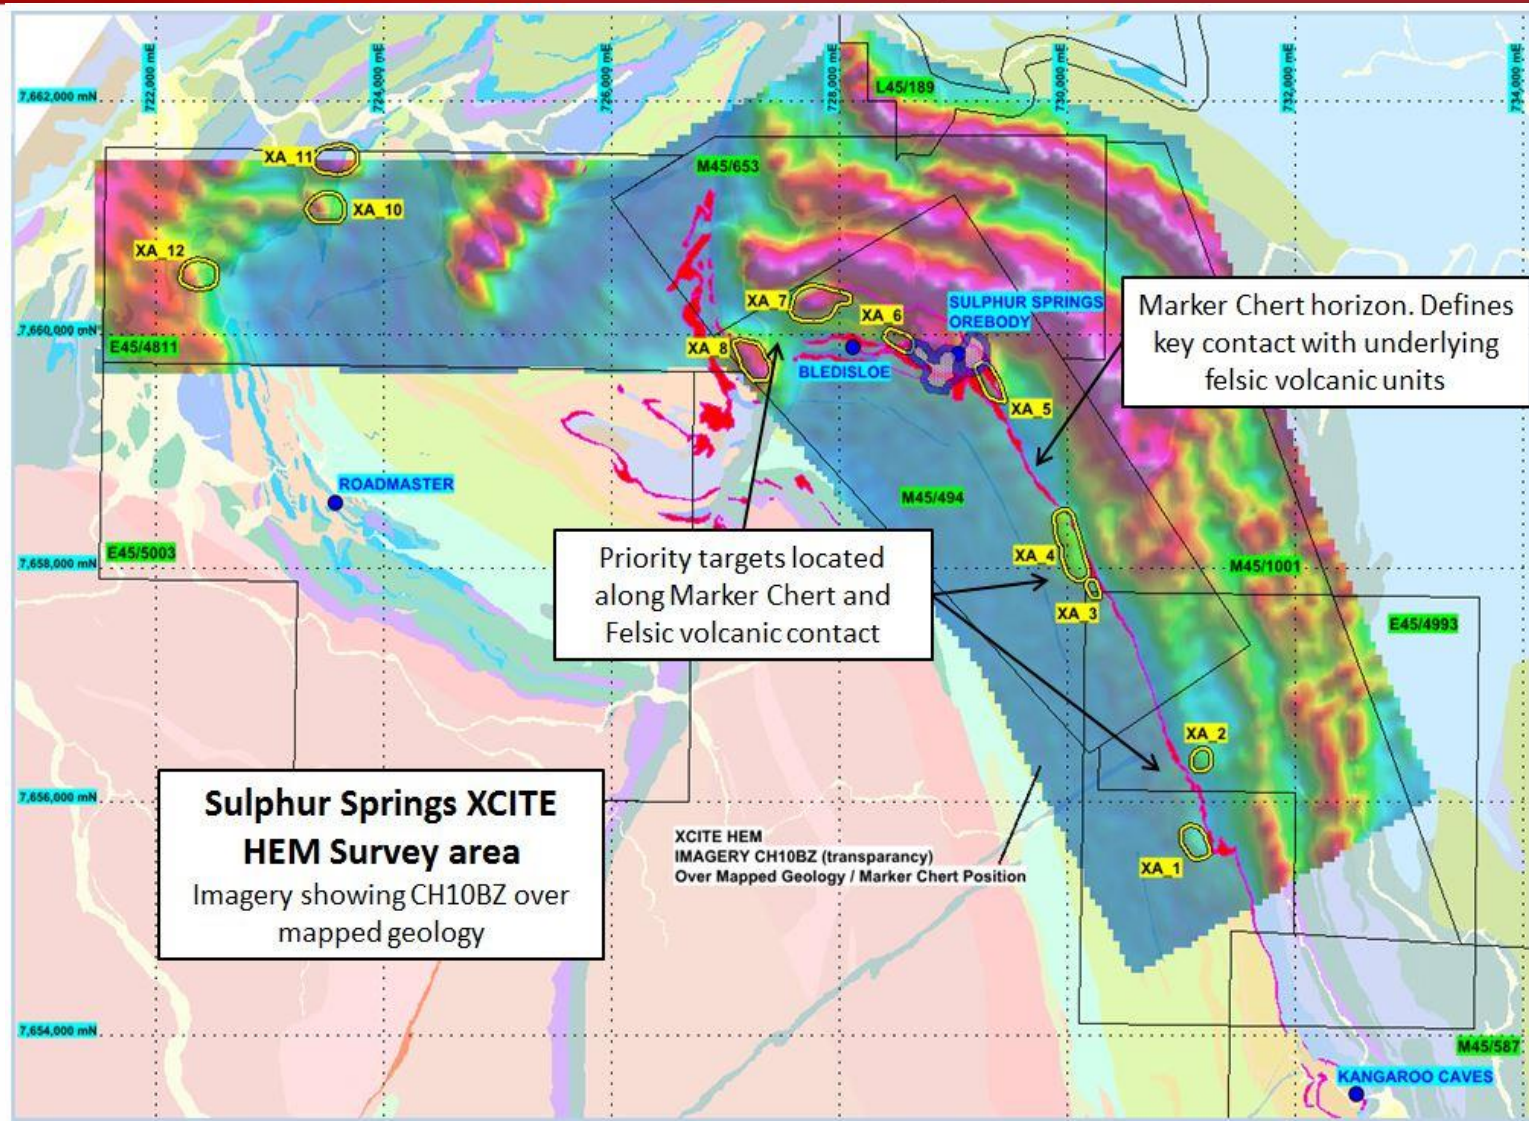 722,000 mE
724,000 mE
726,000 mE
728,000 mE
730,000 mE
732,000 mE
734,000 mE
7,662,000 mN
L45/189
XA_11
M45/653
XA_10
XA_12
XA_7
SULPHUR SPRINGS
OREBODY
XA_6
Marker Chert horizon. Defines
key contact with underlying
felsic volcanic units
7,660,000 mN
E45/4811
XA_8
BLEDISLOE
XA_5
ROADMASTER
M45/494
E45/5003
7,658,000 mN
Priority targets located
along Marker Chert and
Felsic volcanic contact
XA_4
M45/1001
XA_3
E45/4993
XA_2
7,656,000 mN
Sulphur Springs XCITE
HEM Survey area
Imagery showing CH10BZ over
mapped geology
XCITE HEM
IMAGERY CH10BZ (transparancy)
Over Mapped Geology / Marker Chert Position
XA_1
7,654,000 mN
M45/587
KANGAROO CAVES